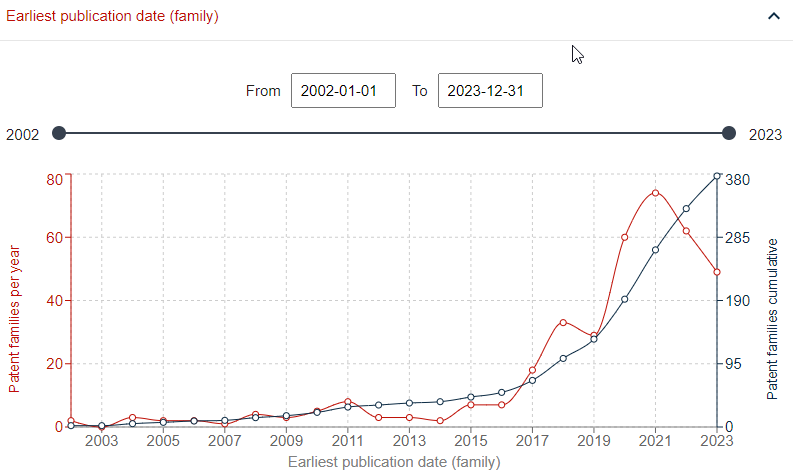 Earliest publication date (family)
From 2002-01-01 To 2023-12-31
2002 2023
80 380
60 285
40 190
20 95
0 0
Patent families per year
Patent families cumulative
2003 2005 2007 2009 2011 2013 2015 2017 2019 2021 2023
Earliest publication date (family)